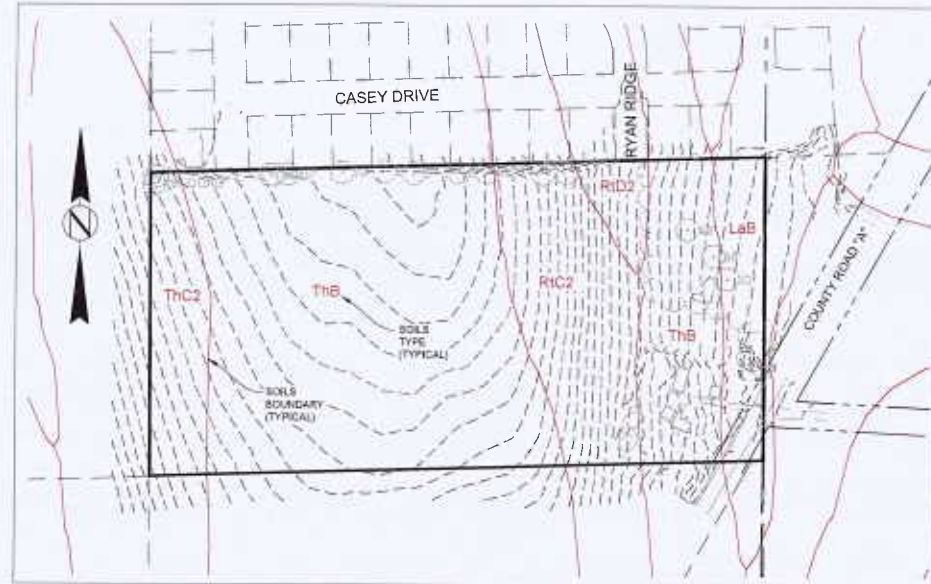 CASEY DRIVE
RYAN RIDGE
RtD2
LaB
ThC2
ThB
RtC2
COUNTY ROAD "A"
SOILS
TYPE
(TYPICAL)
ThB
SOILS
BOUNDARY
(TYPICAL)
N